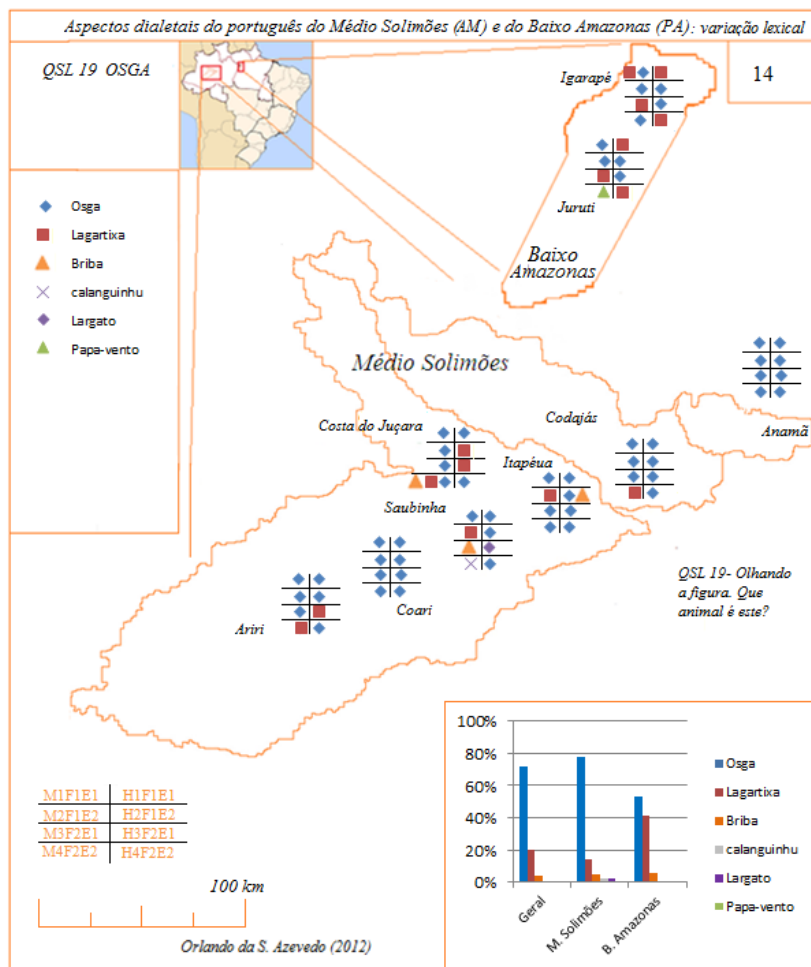 Aspectos dialetais do português do Médio Solimões (AM) e do Baixo Amazonas (PA): variação lexical
QSL 19 OSGA
14
Igarapé
Juruti
Baixo
Amazonas
Osga
Lagartixa
Briba
calanguinhu
Largato
Papa-vento
Médio Solimões
Costa do Juçara
Codajás
Anamã
Itapéua
Saubinha
Coari
Ariri
QSL 19- Olhando
a figura. Que
animal é este?
M1F1E1 H1F1E1
M2F1E2 H2F1E2
M3F2E1 H3F2E1
M4F2E2 H4F2E2
100 km
Orlando da S. Azevedo (2012)
100%
80%
60%
40%
20%
0%
Geral
M. Solimões
B. Amazonas
Osga
Lagartixa
Briba
calanguinhu
Largato
Papa-vento